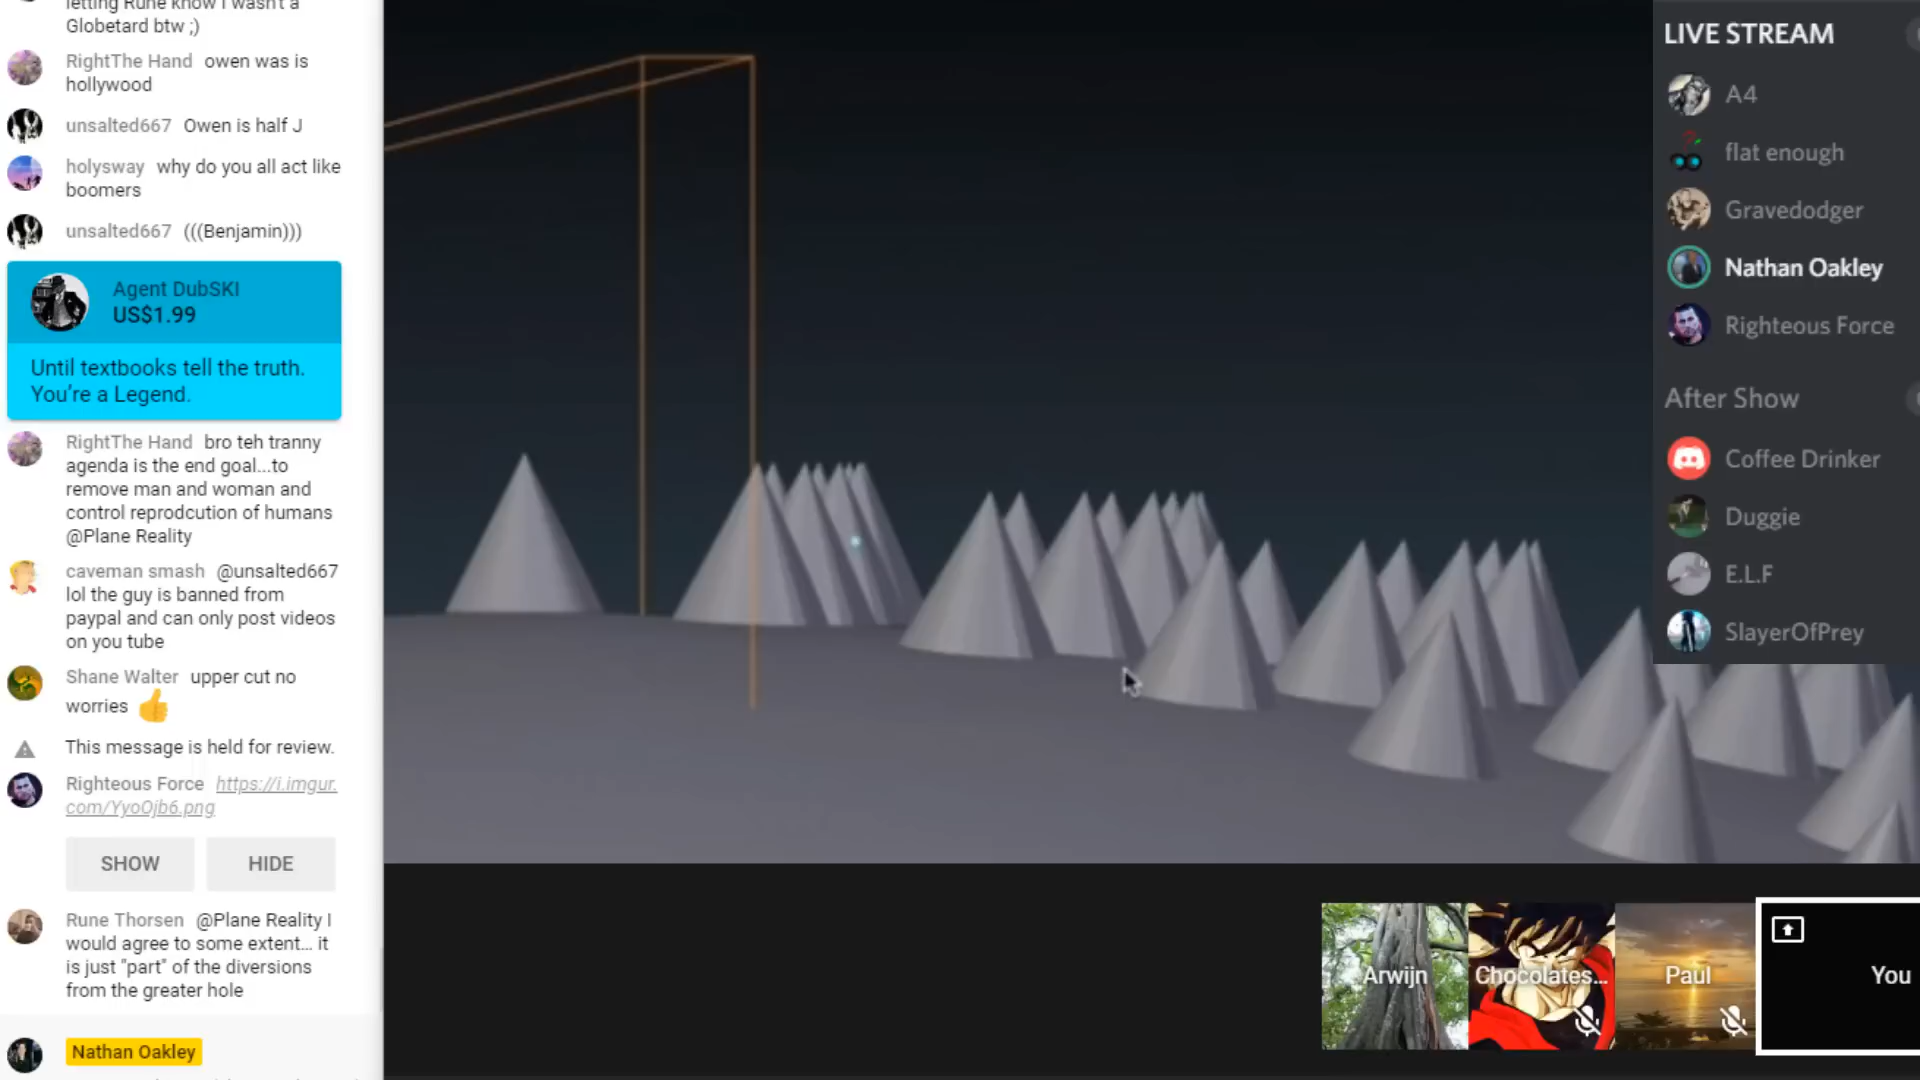 letting Rune know I wasn't a
Globetard btw ;)
RightThe Hand owen was is
hollywood
unsalted667 Owen is half J
holysway why do you all act like
boomers
unsalted667 (((Benjamin)))
Agent DubSKI
US$1.99
Until textbooks tell the truth.
You're a Legend.
RightThe Hand bro teh tranny
agenda is the end goal...to
remove man and woman and
control reprodcution of humans
@Plane Reality
caveman smash @unsalted667
lol the guy is banned from
paypal and can only post videos
on you tube
Shane Walter upper cut no
worries
This message is held for review.
Righteous Force https://i.imgur.
com/YyoOjb6.png
SHOW HIDE
Rune Thorsen @Plane Reality I
would agree to some extent... it
is just "part" of the diversions
from the greater hole
Nathan Oakley
LIVE STREAM
A4
flat enough
Gravedodger
Nathan Oakley
Righteous Force
After Show
Coffee Drinker
Duggie
E.L.F
SlayerOfPrey
Arwijn
Chocolates...
Paul
You